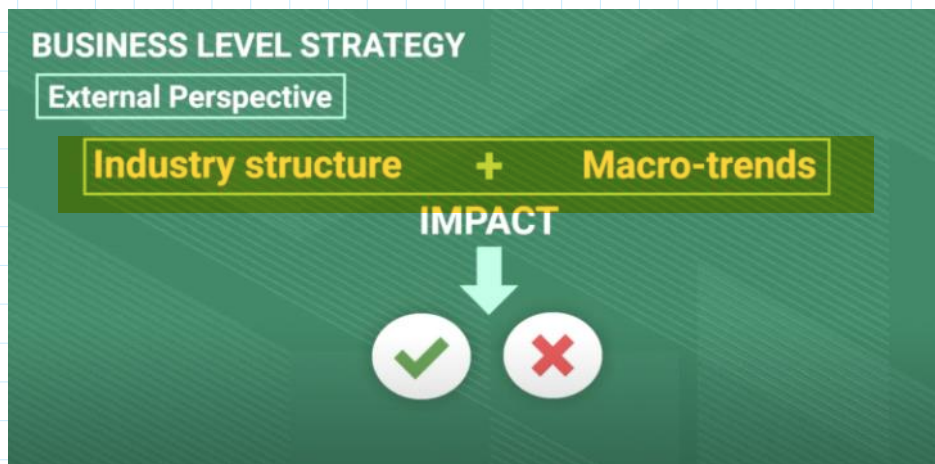 BUSINESS LEVEL STRATEGY
External Perspective
Industry structure + Macro-trends
IMPACT